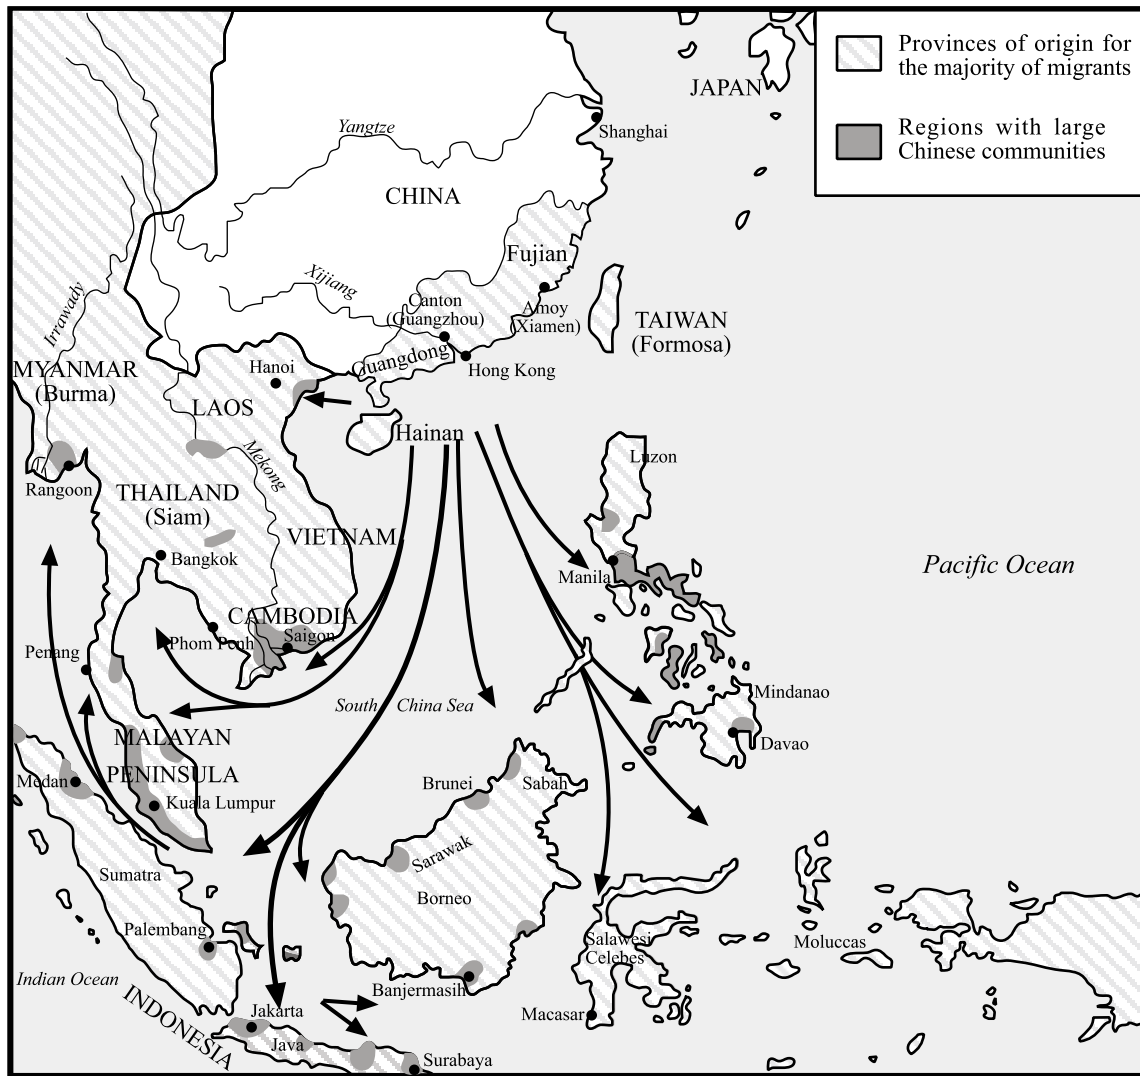 Provinces of origin for
the majority of migrants
Regions with large
Chinese communities
JAPAN
Shanghai
Yangtze
CHINA
Fujian
Xijiang
Canton
(Guangzhou)
Amoy
(Xiamen)
TAIWAN
(Formosa)
Irrawady
Guangdong
Hong Kong
MYANMAR
(Burma)
Hanoi
LAOS
Hainan
Mekong
Luzon
Rangoon
THAILAND
(Siam)
VIETNAM
Bangkok
Manila
Pacific Ocean
CAMBODIA
Phom Penh
Saigon
Penang
South China Sea
Mindanao
Davao
MALAYAN
PENINSULA
Medan
Kuala Lumpur
Brunei
Sabah
Sarawak
Sumatra
Borneo
Palembang
Salawesi
Celebes
Moluccas
Indian Ocean
Banjermasih
INDONESIA
Jakarta
Macasar
Java
Surabaya